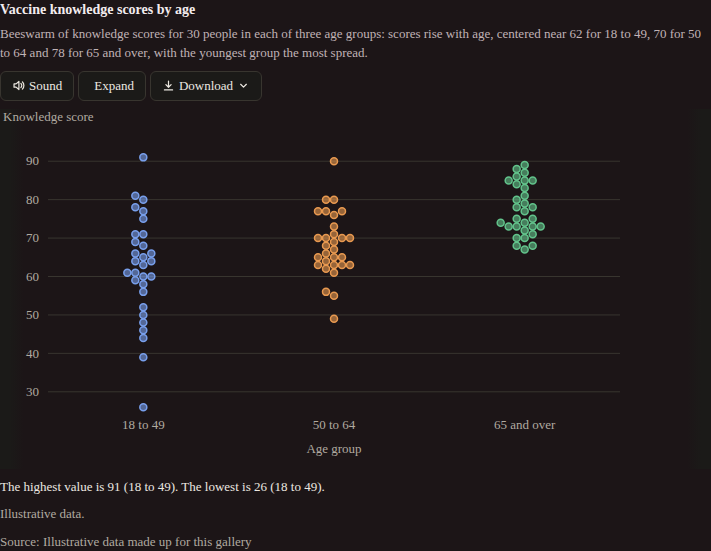 Vaccine knowledge scores by age
Beeswarm of knowledge scores for 30 people in each of three age groups: scores rise with age, centered near 62 for 18 to 49, 70 for 50
to 64 and 78 for 65 and over, with the youngest group the most spread.
Sound Expand Download
Knowledge score
90
80
70
60
50
40
30
18 to 49 50 to 64 65 and over
Age group
The highest value is 91 (18 to 49). The lowest is 26 (18 to 49).
Illustrative data.
Source: Illustrative data made up for this gallery